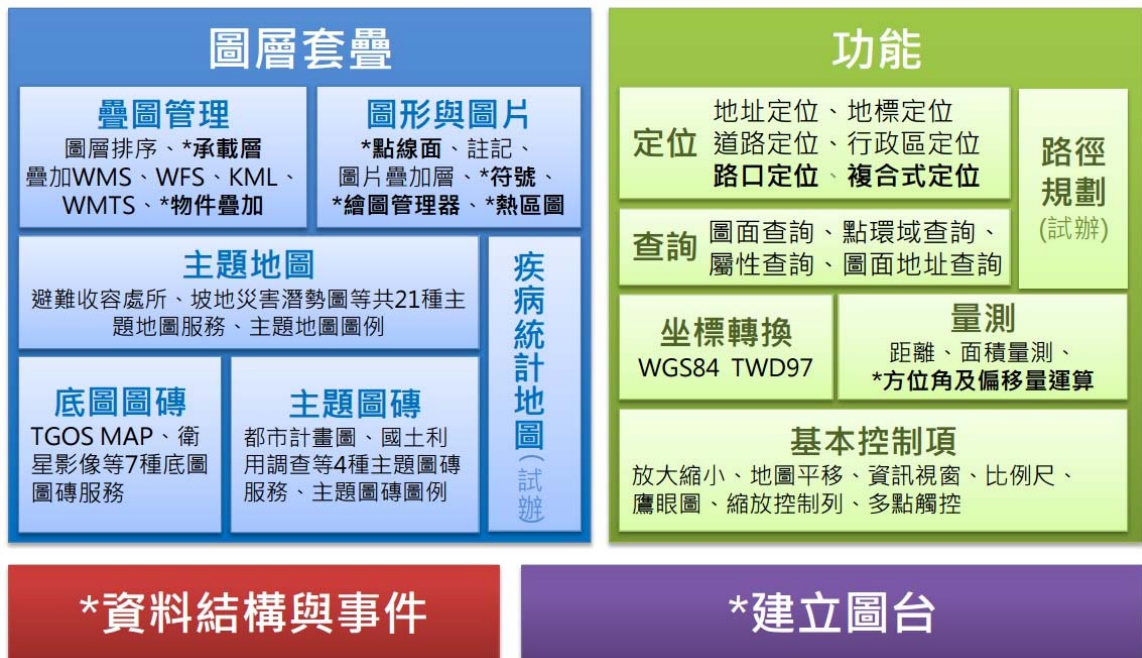 圖層套疊
疊圖管理
圖層排序、*承載層
疊加WMS、WFS、KML、
WMTS、*物件疊加
圖形與圖片
*點線面、註記、
圖片疊加層、*符號、
*繪圖管理器、*熱區圖
主題地圖
避難收容處所、坡地災害潛勢圖等共21種主
題地圖服務、主題地圖圖例
疾病統計地圖(試辦)
底圖圖磚
TGOS MAP、衛
星影像等7種底圖
圖磚服務
主題圖磚
都市計畫圖、國土利
用調查等4種主題圖磚
服務、主題圖磚圖例
功能
定位
地址定位、地標定位
道路定位、行政區定位
路口定位、複合式定位
路徑
規劃
(試辦)
查詢
圖面查詢、點環域查詢、
屬性查詢、圖面地址查詢
坐標轉換
WGS84 TWD97
量測
距離、面積量測、
*方位角及偏移量運算
基本控制項
放大縮小、地圖平移、資訊視窗、比例尺、
鷹眼圖、縮放控制列、多點觸控
*資料結構與事件
*建立圖台